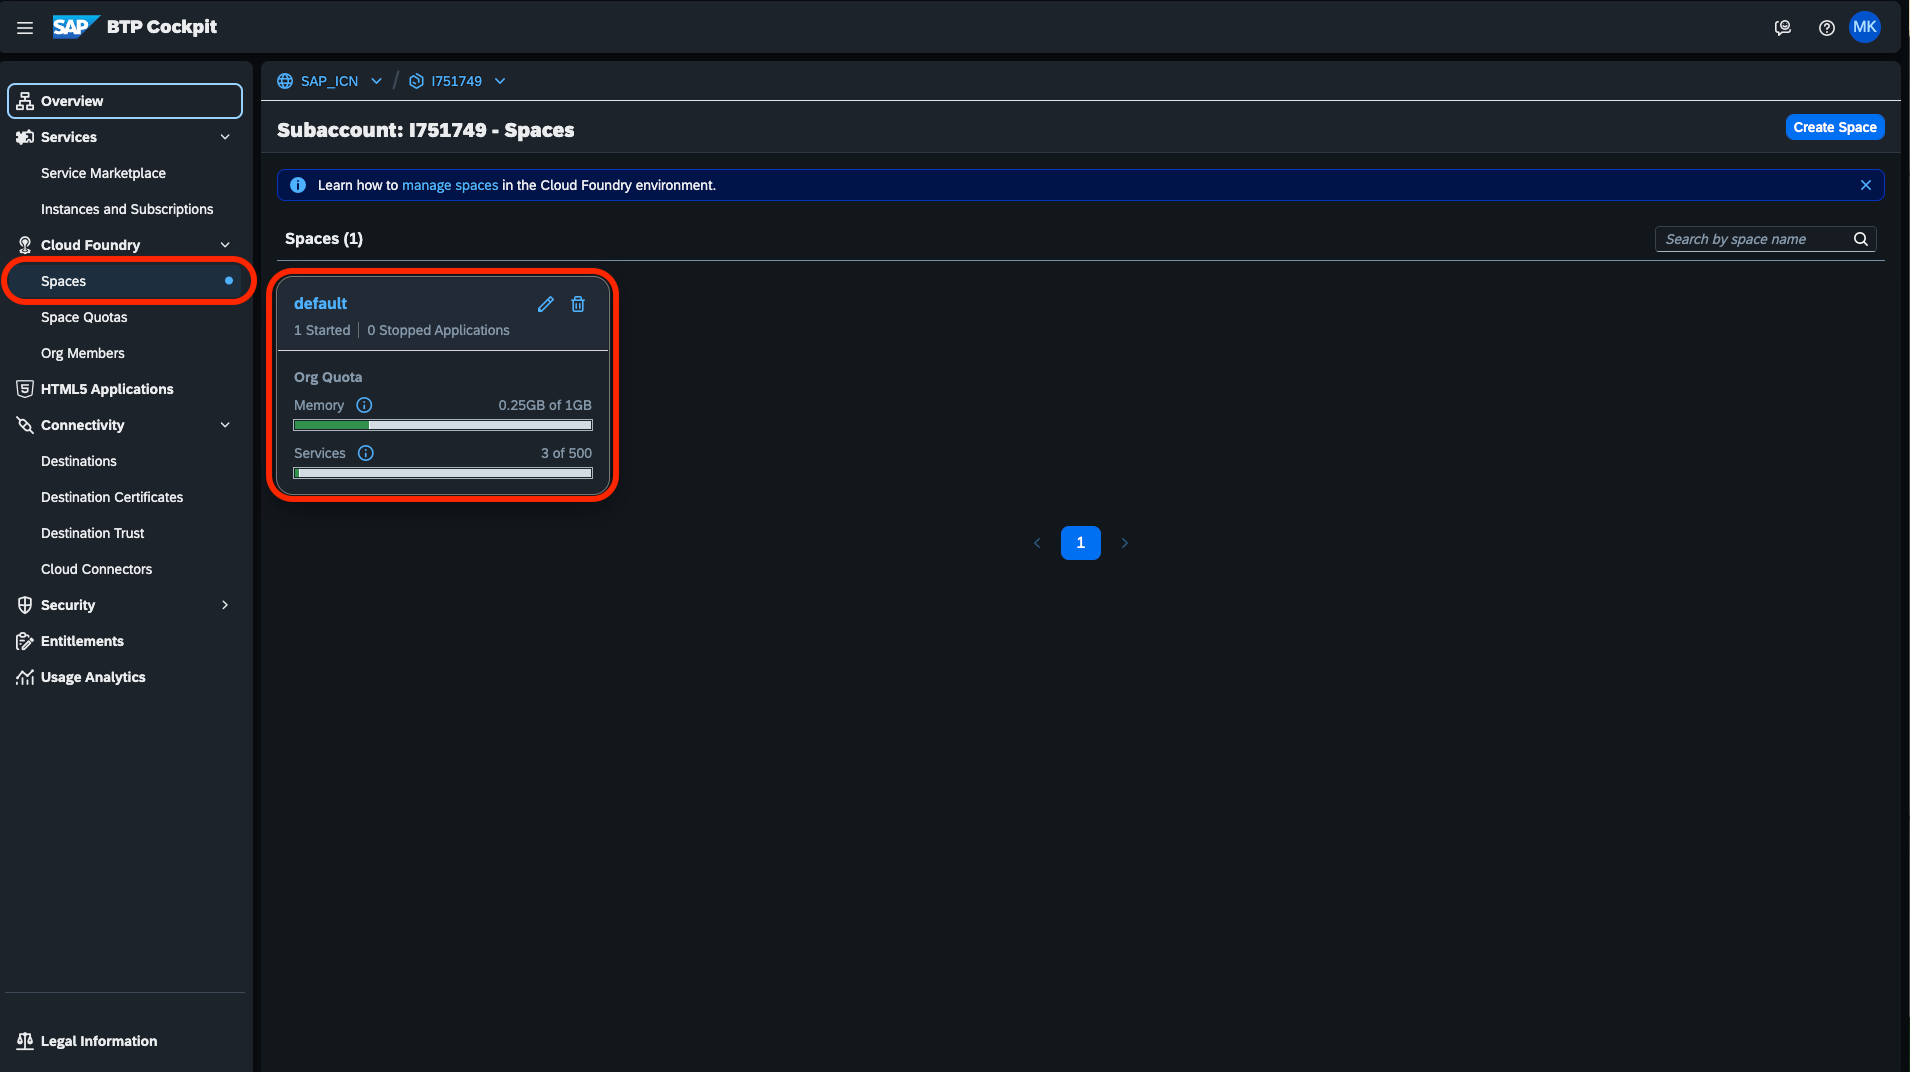 SAP BTP Cockpit
MK
Overview
Services
Service Marketplace
Instances and Subscriptions
Cloud Foundry
Spaces
Space Quotas
Org Members
HTML5 Applications
Connectivity
Destinations
Destination Certificates
Destination Trust
Cloud Connectors
Security
Entitlements
Usage Analytics
Legal Information
SAP_ICN / I751749
Subaccount: I751749 - Spaces
Create Space
Learn how to manage spaces in the Cloud Foundry environment.
Spaces (1)
Search by space name
default
1 Started | 0 Stopped Applications
Org Quota
Memory 0.25GB of 1GB
Services 3 of 500
1